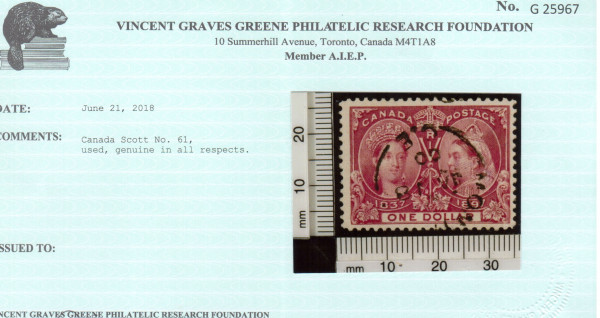 No. G 25967
VINCENT GRAVES GREENE PHILATELIC RESEARCH FOUNDATION
10 Summerhill Avenue, Toronto, Canada M4T1A8
Member A.I.E.P.
DATE: June 21, 2018
COMMENTS: Canada Scott No. 61,
used, genuine in all respects.
mm 10 20
CANADA POSTAGE
1837 1897
ONE DOLLAR
mm 10 20 30
ISSUED TO:
VINCENT GRAVES GREENE PHILATELIC RESEARCH FOUNDATION